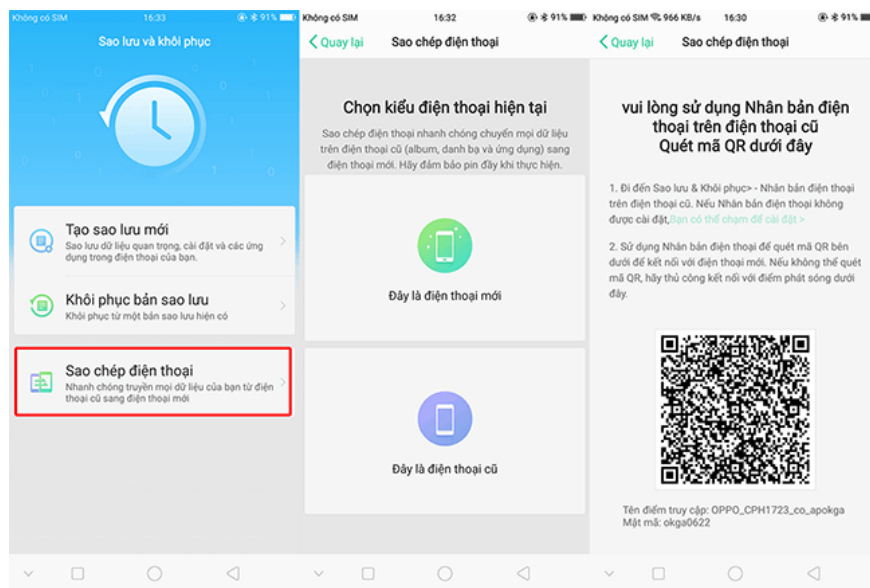 Không có SIM 16:33 91%
Sao lưu và khôi phục
Tạo sao lưu mới
Sao lưu dữ liệu quan trọng, cài đặt và các ứng
dụng trong điện thoại của bạn.
Khôi phục bản sao lưu
Khôi phục từ một bản sao lưu hiện có
Sao chép điện thoại
Nhanh chóng truyền mọi dữ liệu của bạn từ điện
thoại cũ sang điện thoại mới
Không có SIM 16:32 91%
Quay lại Sao chép điện thoại
Chọn kiểu điện thoại hiện tại
Sao chép điện thoại nhanh chóng chuyển mọi dữ liệu
trên điện thoại cũ (album, danh bạ và ứng dụng) sang
điện thoại mới. Hãy đảm bảo pin đầy khi thực hiện.
Đây là điện thoại mới
Đây là điện thoại cũ
Không có SIM 966 KB/s 16:30 91%
Quay lại Sao chép điện thoại
vui lòng sử dụng Nhân bản điện
thoại trên điện thoại cũ
Quét mã QR dưới đây
1. Đi đến Sao lưu & Khôi phục> - Nhân bản điện thoại
trên điện thoại cũ. Nếu Nhân bản điện thoại không
được cài đặt,Bạn có thể chạm để cài đặt >
2. Sử dụng Nhân bản điện thoại để quét mã QR bên
dưới để kết nối với điện thoại mới. Nếu không thể quét
mã QR, hãy thủ công kết nối với điểm phát sóng dưới
đây.
Tên điểm truy cập: OPPO_CPH1723_co_apokga
Mật mã: okga0622